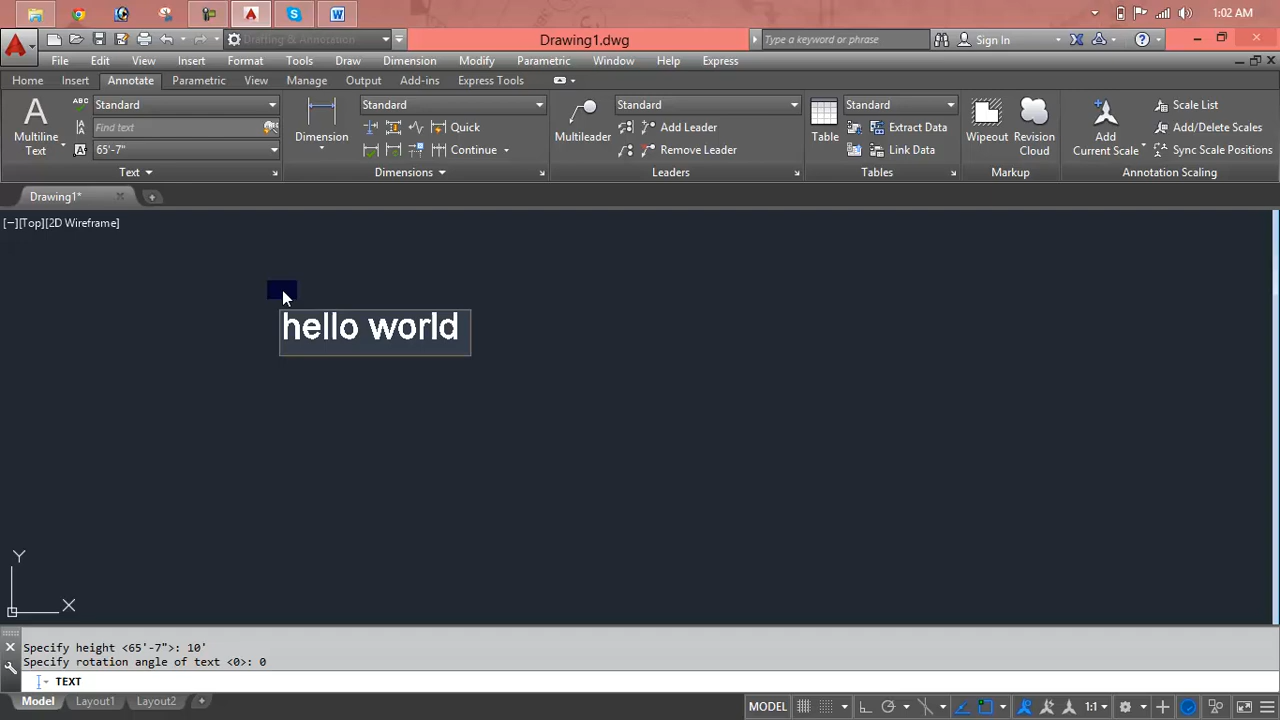 1:02 AM
Drafting & Annotation
Drawing1.dwg
Type a keyword or phrase
Sign In
File Edit View Insert Format Tools Draw Dimension Modify Parametric Window Help Express
Home Insert Annotate Parametric View Manage Output Add-ins Express Tools
Multiline Text
Standard
Find text
65'-7"
Text
Dimension
Standard
Quick
Continue
Dimensions
Multileader
Standard
Add Leader
Remove Leader
Leaders
Table
Standard
Extract Data
Link Data
Tables
Wipeout
Revision Cloud
Markup
Add Current Scale
Scale List
Add/Delete Scales
Sync Scale Positions
Annotation Scaling
Drawing1*
[−][Top][2D Wireframe]
hello world
Y
X
Specify height <65'-7">: 10'
Specify rotation angle of text <0>: 0
TEXT
Model Layout1 Layout2 +
MODEL
1:1